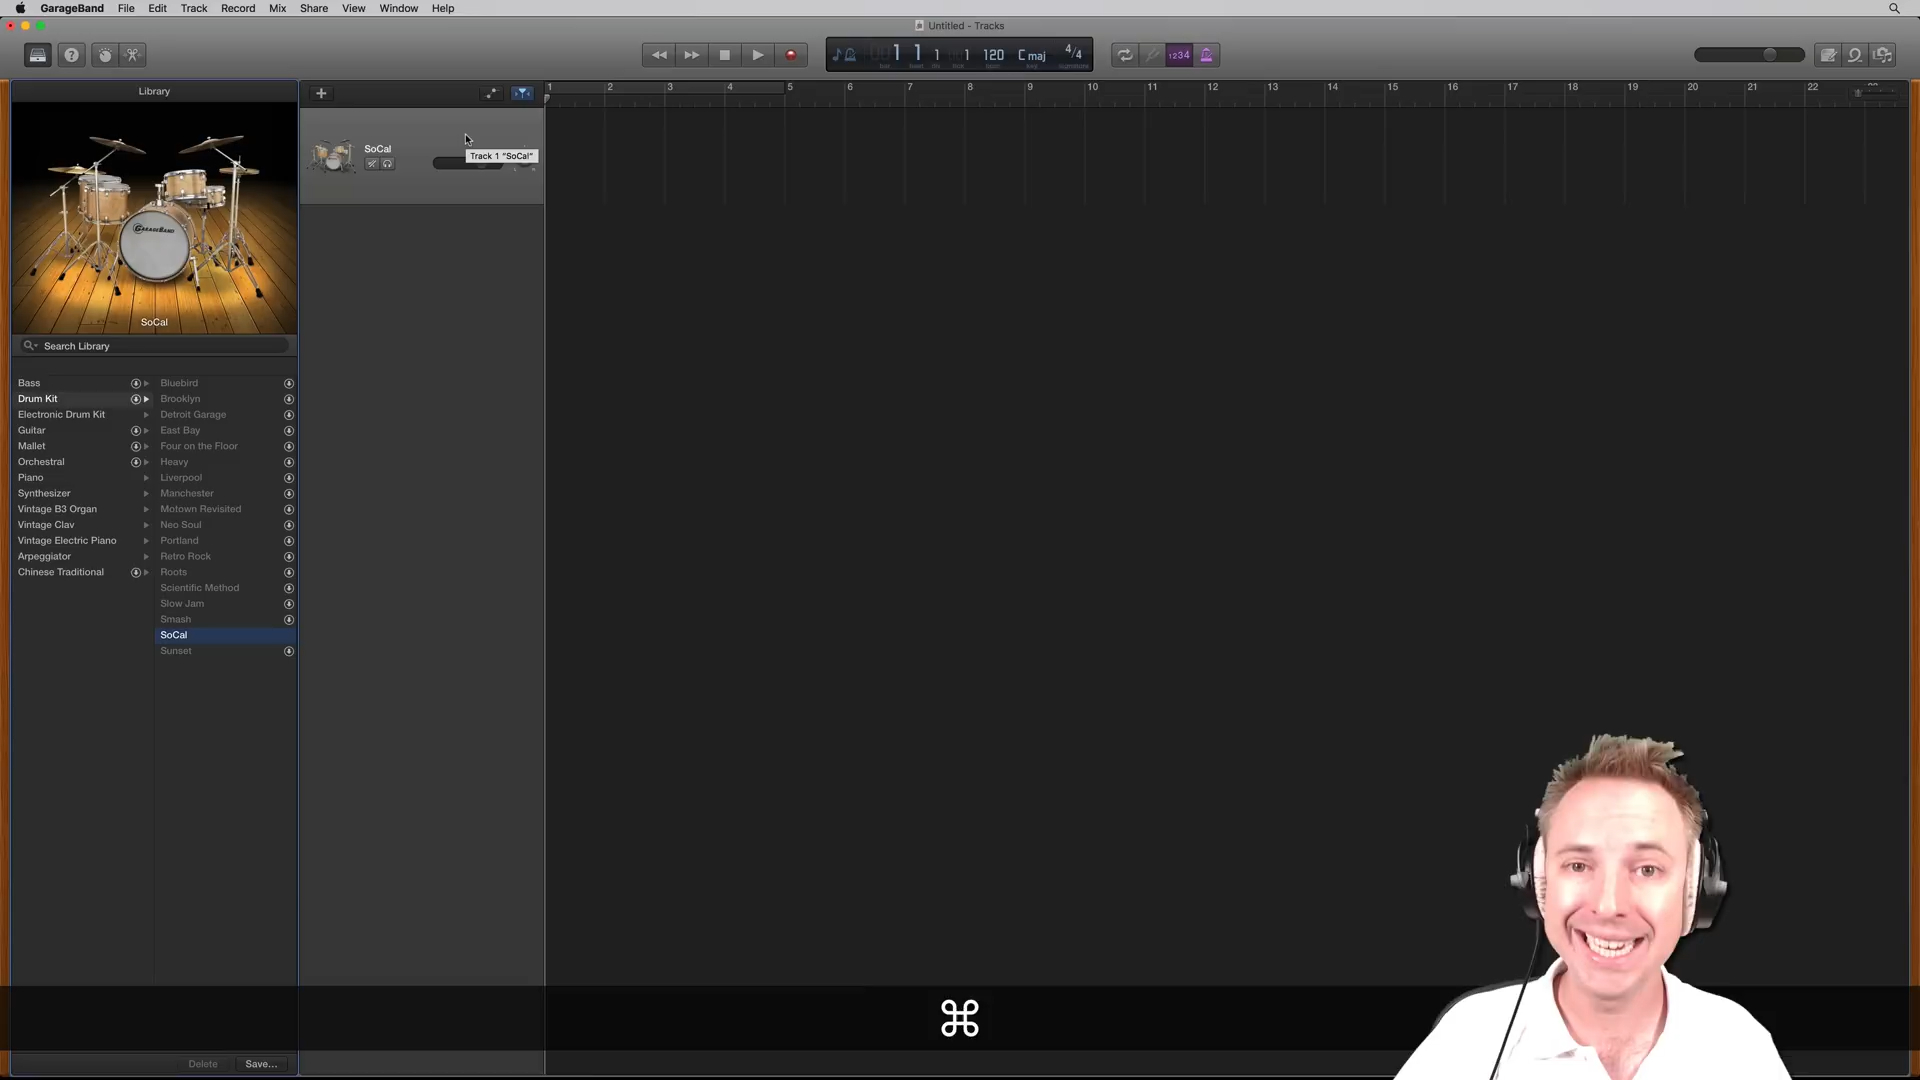 GarageBand File Edit Track Record Mix Share View Window Help
Untitled - Tracks
1 1 1 1 120 C maj 4/4
1234
Library
1 2 3 4 5 6 7 8 9 10 11 12 13 14 15 16 17 18 19 20 21 22
GarageBand
SoCal
SoCal
Track 1 "SoCal"
Search Library
Bass
Drum Kit
Electronic Drum Kit
Guitar
Mallet
Orchestral
Piano
Synthesizer
Vintage B3 Organ
Vintage Clav
Vintage Electric Piano
Arpeggiator
Chinese Traditional
Bluebird
Brooklyn
Detroit Garage
East Bay
Four on the Floor
Heavy
Liverpool
Manchester
Motown Revisited
Neo Soul
Portland
Retro Rock
Roots
Scientific Method
Slow Jam
Smash
SoCal
Sunset
⌘
Delete Save...